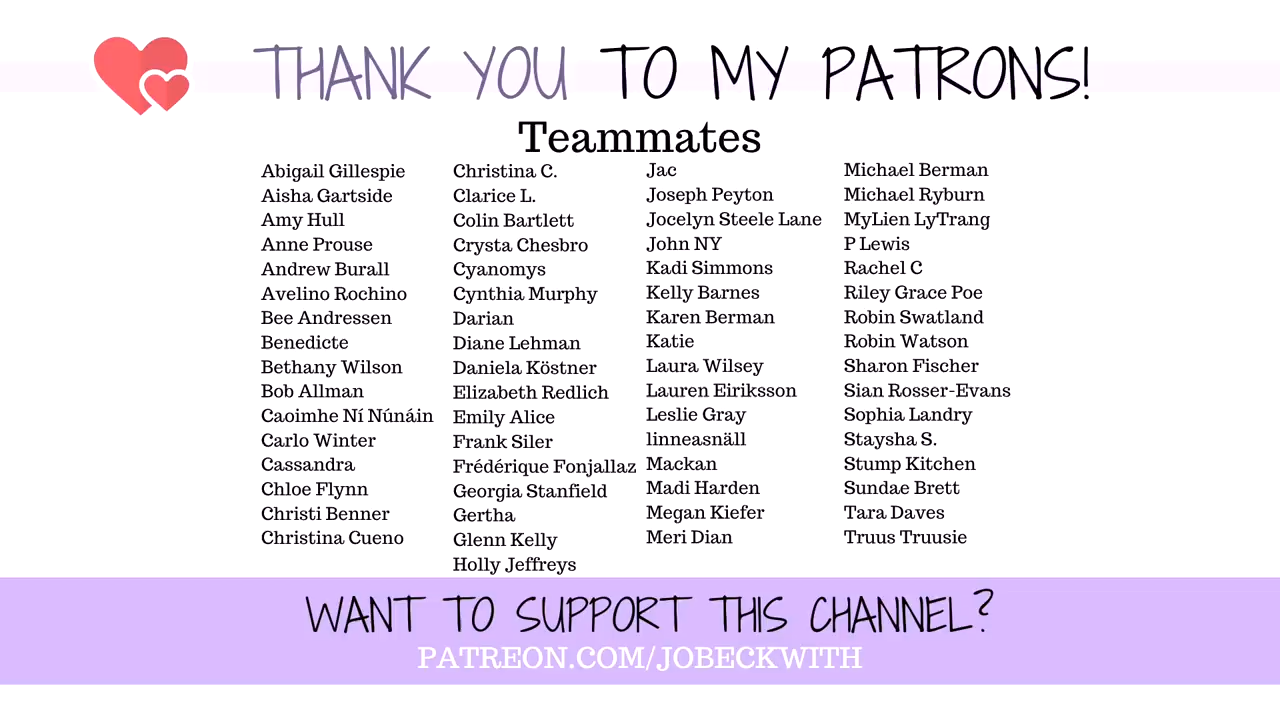 THANK YOU TO MY PATRONS!
Teammates
Abigail Gillespie
Aisha Gartside
Amy Hull
Anne Prouse
Andrew Burall
Avelino Rochino
Bee Andressen
Benedicte
Bethany Wilson
Bob Allman
Caoimhe Ní Núnáin
Carlo Winter
Cassandra
Chloe Flynn
Christi Benner
Christina Cueno
Christina C.
Clarice L.
Colin Bartlett
Crysta Chesbro
Cyanomys
Cynthia Murphy
Darian
Diane Lehman
Daniela Köstner
Elizabeth Redlich
Emily Alice
Frank Siler
Frédérique Fonjallaz
Georgia Stanfield
Gertha
Glenn Kelly
Holly Jeffreys
Jac
Joseph Peyton
Jocelyn Steele Lane
John NY
Kadi Simmons
Kelly Barnes
Karen Berman
Katie
Laura Wilsey
Lauren Eiriksson
Leslie Gray
linneasnäll
Mackan
Madi Harden
Megan Kiefer
Meri Dian
Michael Berman
Michael Ryburn
MyLien LyTrang
P Lewis
Rachel C
Riley Grace Poe
Robin Swatland
Robin Watson
Sharon Fischer
Sian Rosser-Evans
Sophia Landry
Staysha S.
Stump Kitchen
Sundae Brett
Tara Daves
Truus Truusie
WANT TO SUPPORT THIS CHANNEL?
PATREON.COM/JOBECKWITH